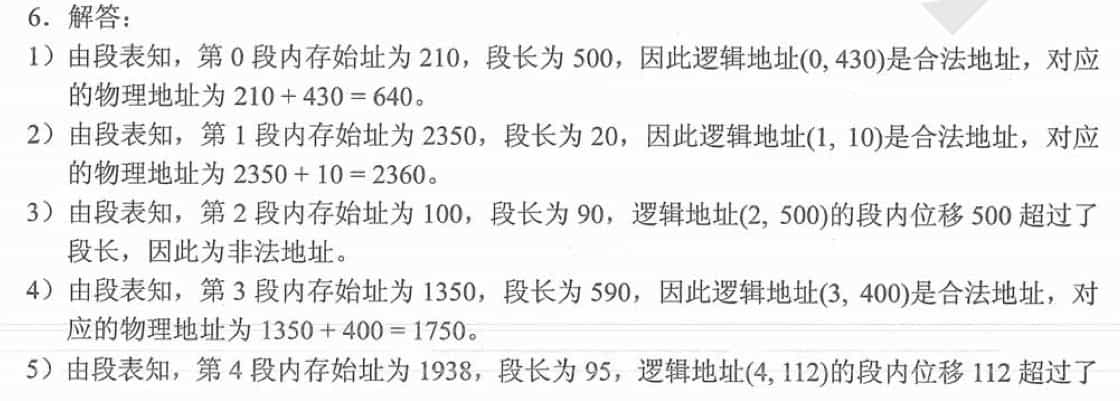 6．解答：
1）由段表知，第 0 段内存始址为 210，段长为 500，因此逻辑地址(0, 430)是合法地址，对应
的物理地址为 210 + 430 = 640。
2）由段表知，第 1 段内存始址为 2350，段长为 20，因此逻辑地址(1, 10)是合法地址，对应
的物理地址为 2350 + 10 = 2360。
3）由段表知，第 2 段内存始址为 100，段长为 90，逻辑地址(2, 500)的段内位移 500 超过了
段长，因此为非法地址。
4）由段表知，第 3 段内存始址为 1350，段长为 590，因此逻辑地址(3, 400)是合法地址，对
应的物理地址为 1350 + 400 = 1750。
5）由段表知，第 4 段内存始址为 1938，段长为 95，逻辑地址(4, 112)的段内位移 112 超过了